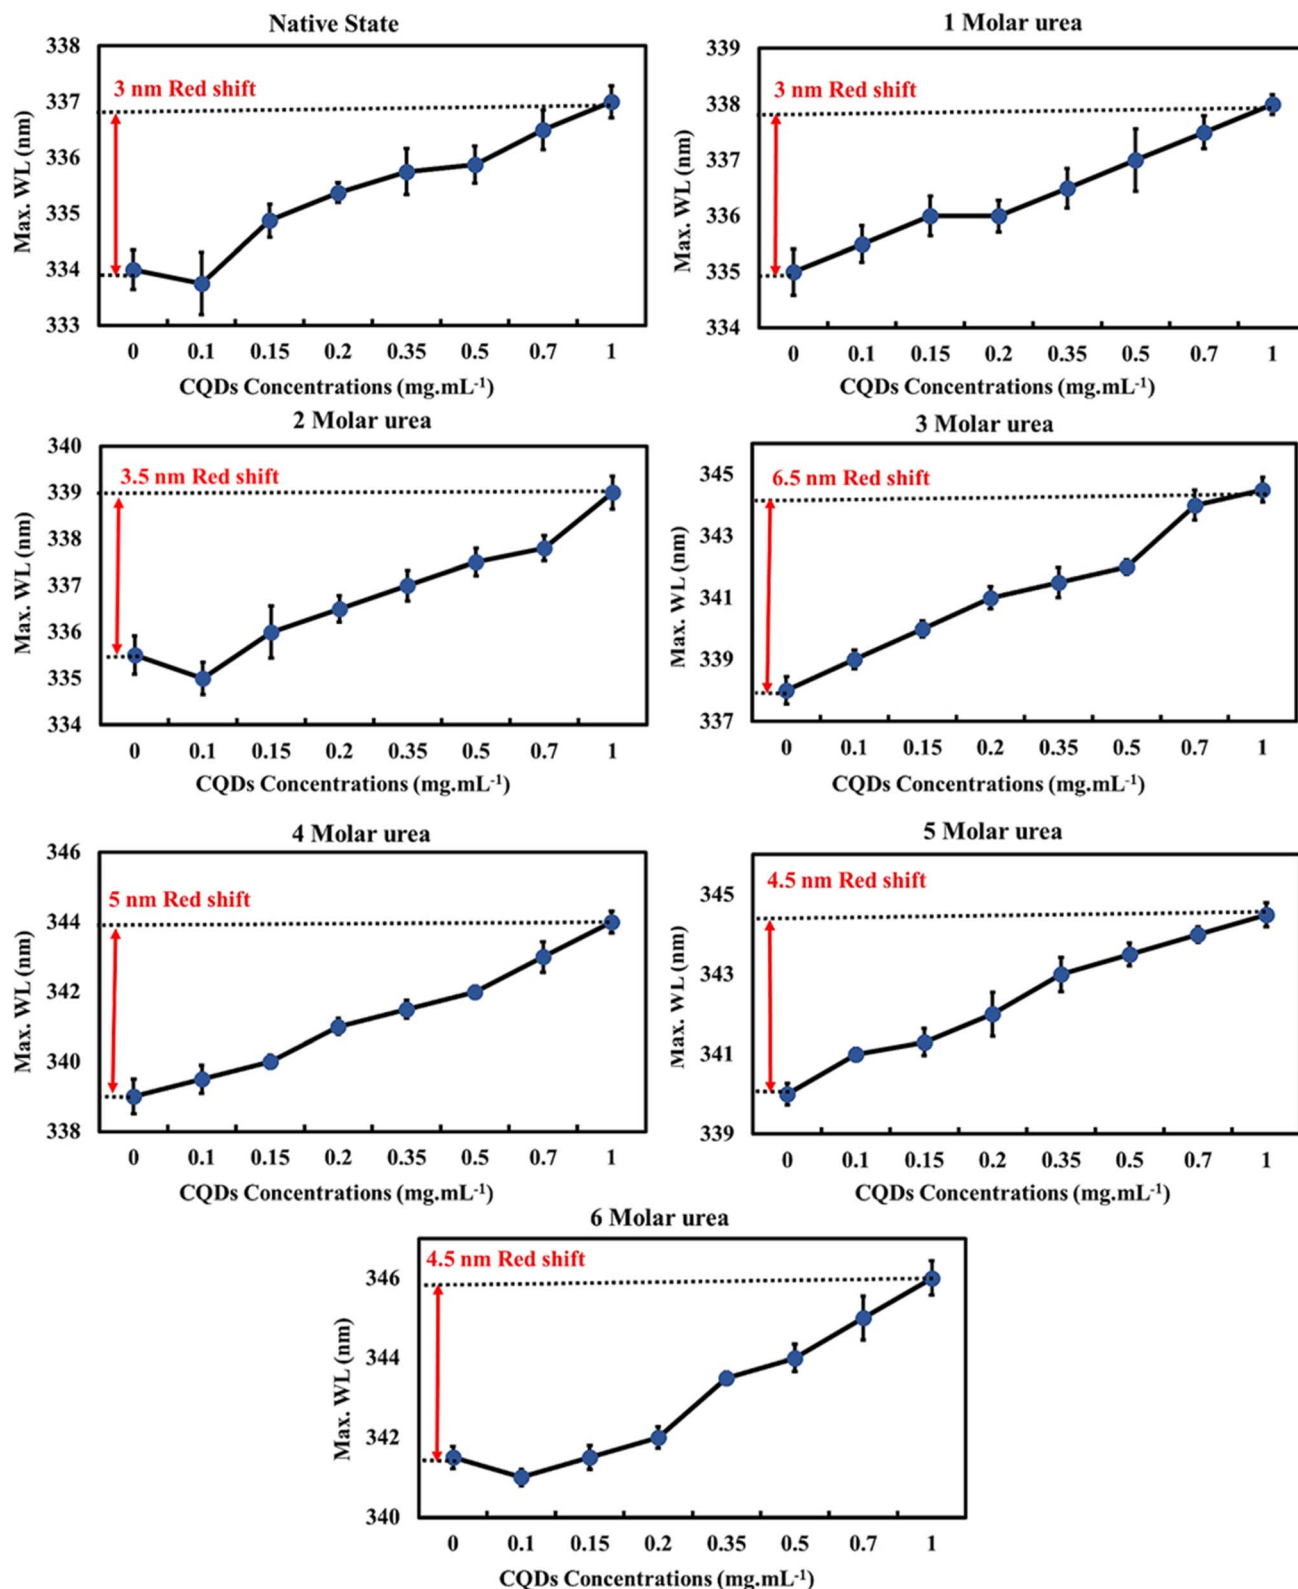 Native State
338
3 nm Red shift
337
336
335
334
333
Max. WL (nm)
0 0.1 0.15 0.2 0.35 0.5 0.7 1
CQDs Concentrations (mg.mL⁻¹)
1 Molar urea
339
3 nm Red shift
338
337
336
335
334
Max. WL (nm)
0 0.1 0.15 0.2 0.35 0.5 0.7 1
CQDs Concentrations (mg.mL⁻¹)
2 Molar urea
340
3.5 nm Red shift
339
338
337
336
335
334
Max. WL (nm)
0 0.1 0.15 0.2 0.35 0.5 0.7 1
CQDs Concentrations (mg.mL⁻¹)
3 Molar urea
345
6.5 nm Red shift
343
341
339
337
Max. WL (nm)
0 0.1 0.15 0.2 0.35 0.5 0.7 1
CQDs Concentrations (mg.mL⁻¹)
4 Molar urea
346
5 nm Red shift
344
342
340
338
Max. WL (nm)
0 0.1 0.15 0.2 0.35 0.5 0.7 1
CQDs Concentrations (mg.mL⁻¹)
5 Molar urea
345
4.5 nm Red shift
343
341
339
Max. WL (nm)
0 0.1 0.15 0.2 0.35 0.5 0.7 1
CQDs Concentrations (mg.mL⁻¹)
6 Molar urea
4.5 nm Red shift
346
344
342
340
Max. WL (nm)
0 0.1 0.15 0.2 0.35 0.5 0.7 1
CQDs Concentrations (mg.mL⁻¹)